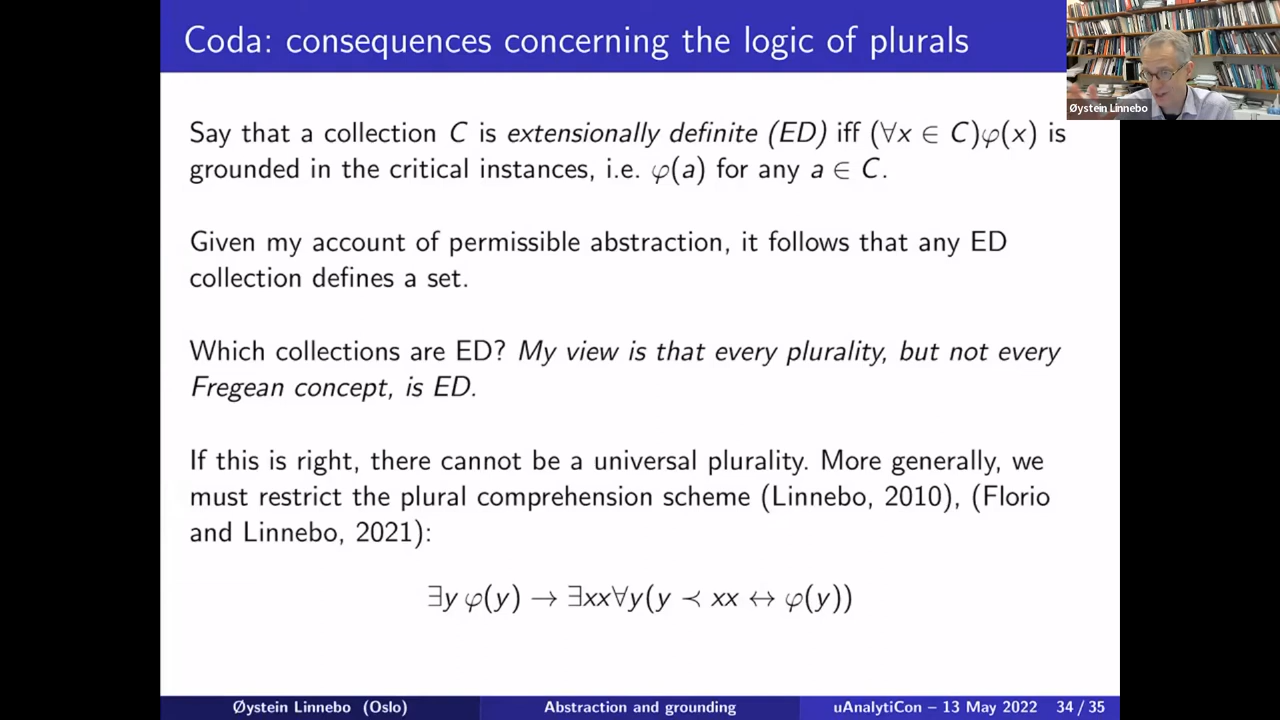 Coda: consequences concerning the logic of plurals
Øystein Linnebo
Say that a collection C is extensionally definite (ED) iff (∀x ∈ C)φ(x) is
grounded in the critical instances, i.e. φ(a) for any a ∈ C.
Given my account of permissible abstraction, it follows that any ED
collection defines a set.
Which collections are ED? My view is that every plurality, but not every
Fregean concept, is ED.
If this is right, there cannot be a universal plurality. More generally, we
must restrict the plural comprehension scheme (Linnebo, 2010), (Florio
and Linnebo, 2021):
∃y φ(y) → ∃xx∀y(y ≺ xx ↔ φ(y))
Øystein Linnebo (Oslo) Abstraction and grounding uAnalytiCon – 13 May 2022 34 / 35